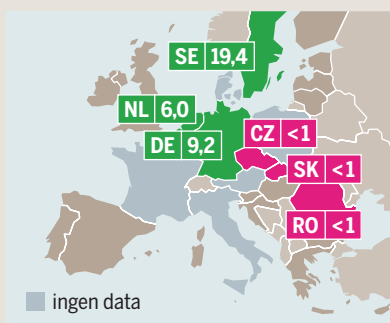 SE 19,4
NL 6,0
DE 9,2
CZ <1
SK <1
RO <1
ingen data